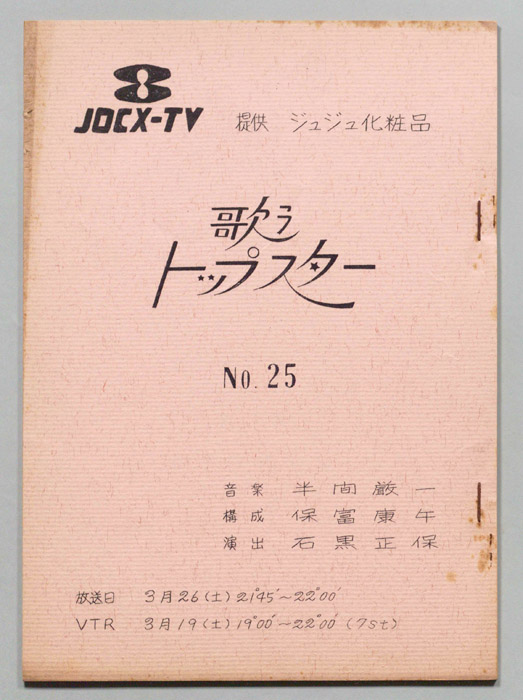 JOCX-TV 提供 ジュジュ化粧品
歌う
トップスター
No. 25
音楽 半間厳一
構成 保富康午
演出 石黒正保
放送日 3月26(土) 21°45′～22°00′
VTR 3月19(土) 19°00′～22°00′ (7st)